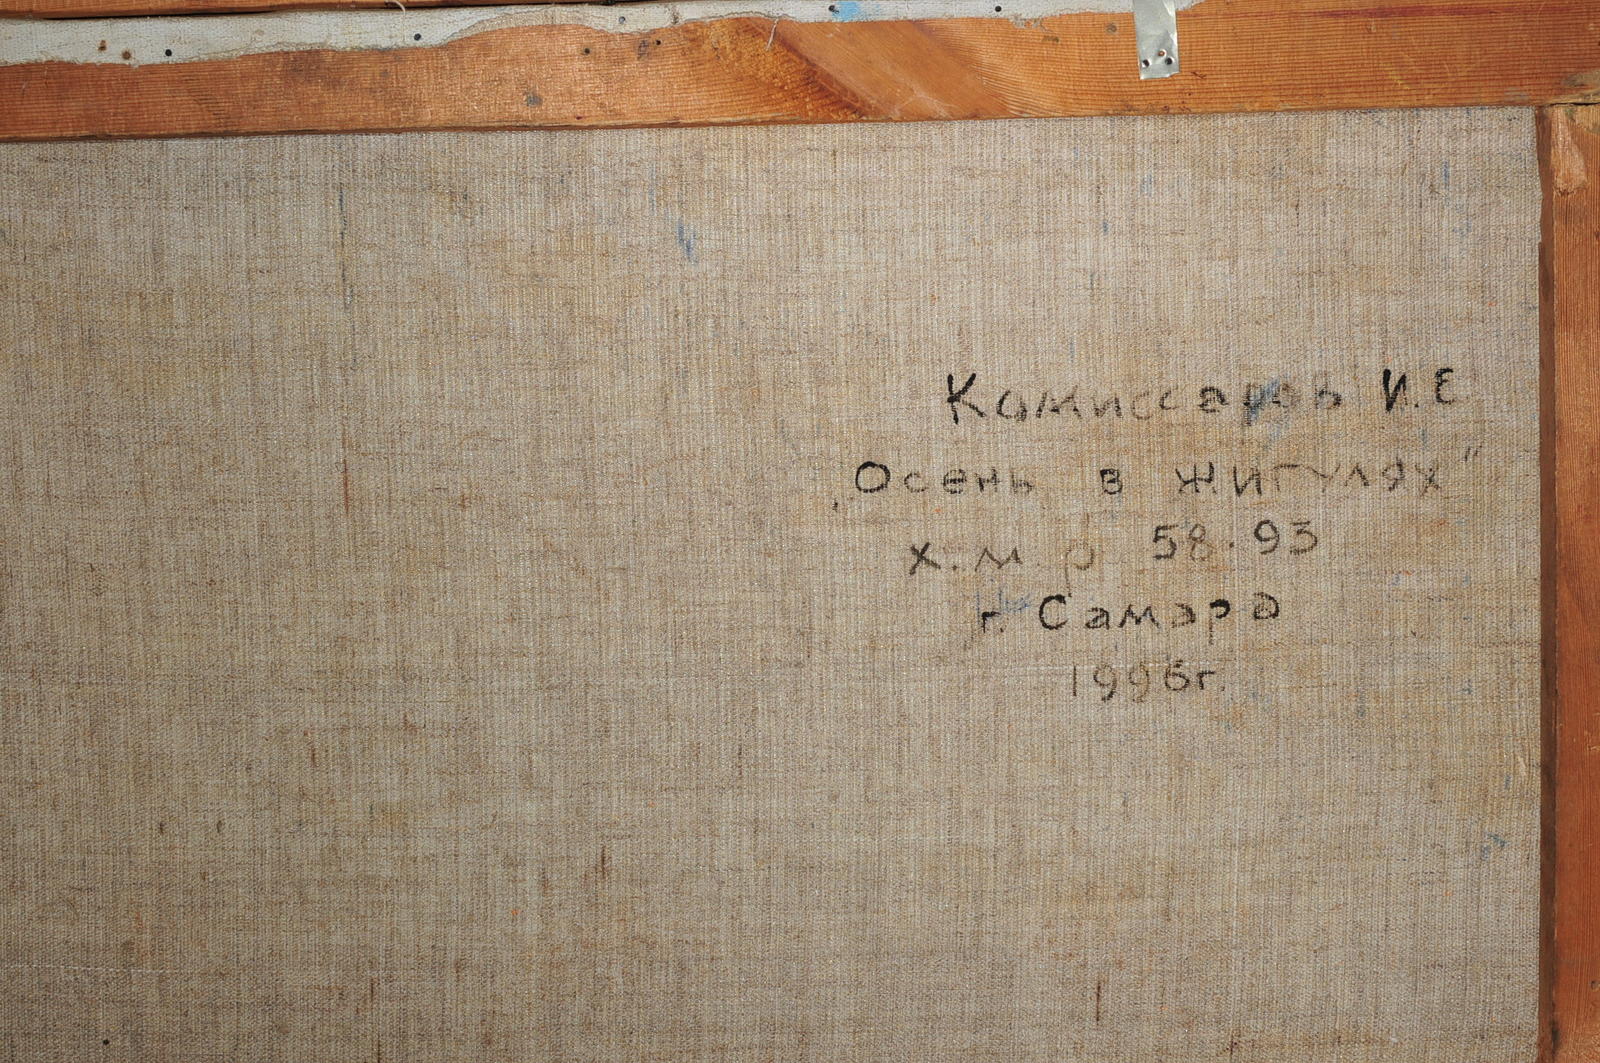 Комиссаров И.Е
„Осень в жигулях"
х.м. р 58.93
г. Самара
1996г.